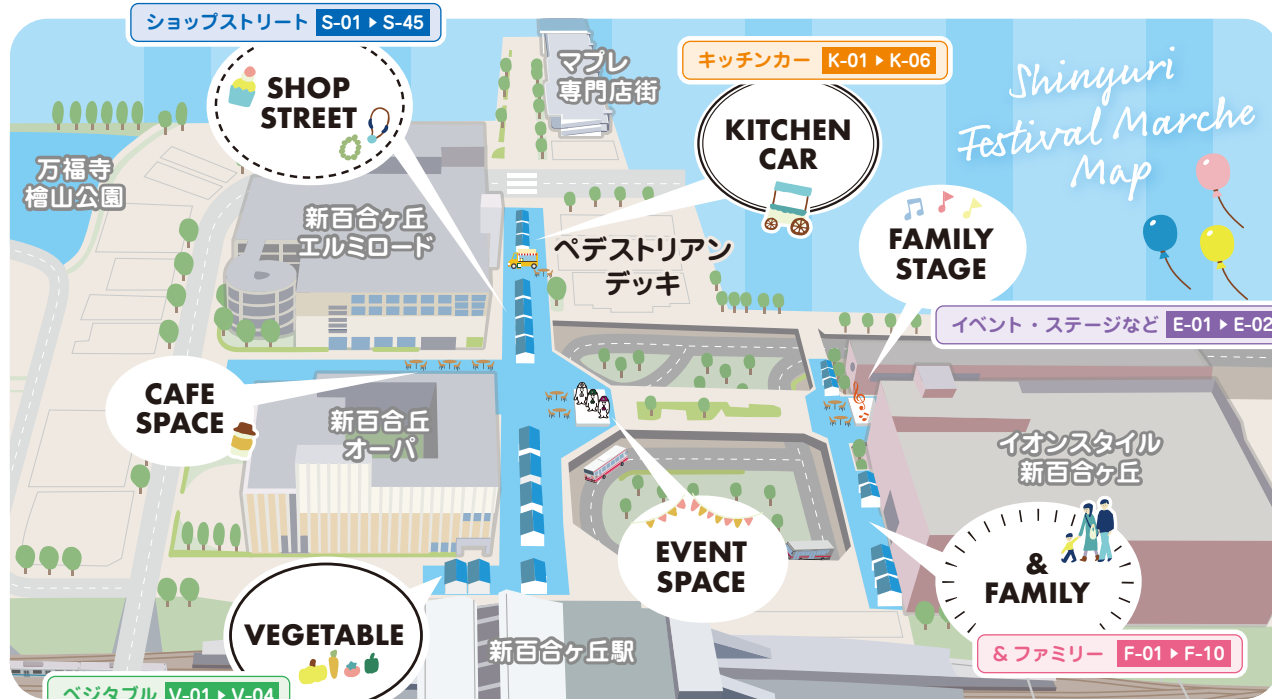 ショップストリート S-01 ▶ S-45
SHOP
STREET
マプレ
専門店街
キッチンカー K-01 ▶ K-06
KITCHEN
CAR
Shinyuri
Festival Marche
Map
万福寺
檜山公園
新百合ヶ丘
エルミロード
ペデストリアン
デッキ
FAMILY
STAGE
イベント・ステージなど E-01 ▶ E-02
CAFE
SPACE
新百合丘
オーパ
イオンスタイル
新百合ヶ丘
EVENT
SPACE
&
FAMILY
VEGETABLE
新百合ヶ丘駅
& ファミリー F-01 ▶ F-10
ベジタブル V-01 ▶ V-04